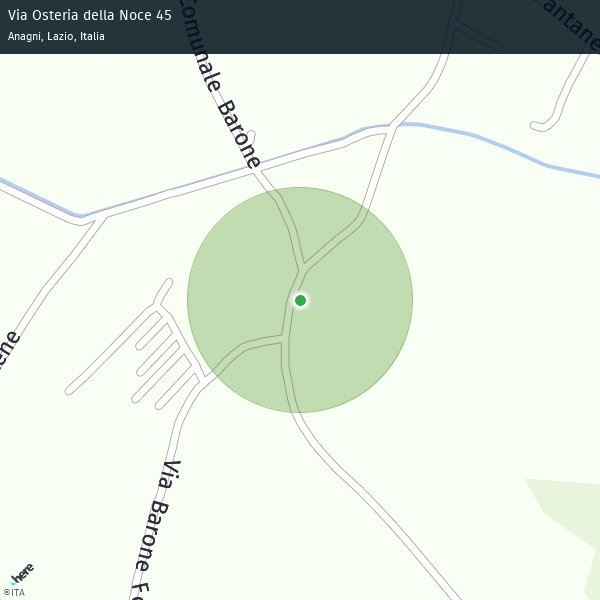 Via Osteria della Noce 45
Anagni, Lazio, Italia
Comunale Barone
Via Barone
here
©ITA